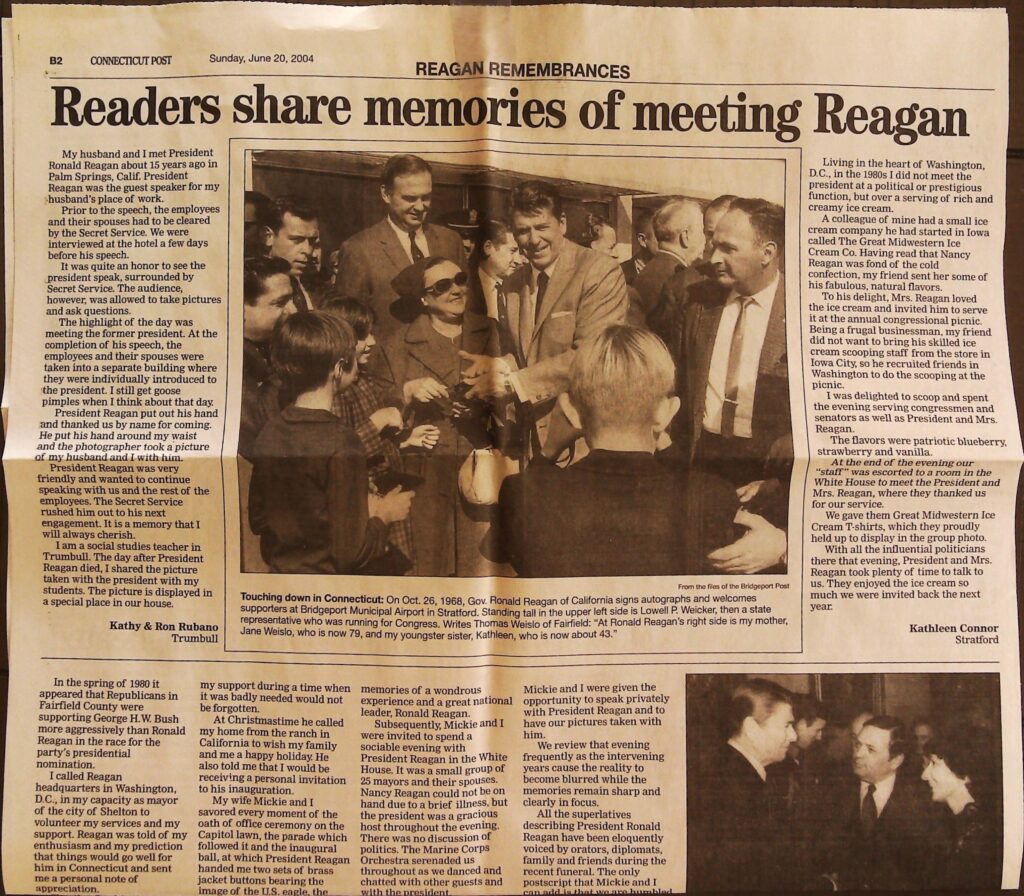 B2 CONNECTICUT POST Sunday, June 20, 2004
REAGAN REMEMBRANCES
Readers share memories of meeting Reagan
My husband and I met President
Ronald Reagan about 15 years ago in
Palm Springs, Calif. President
Reagan was the guest speaker for my
husband's place of work.
Prior to the speech, the employees
and their spouses had to be cleared
by the Secret Service. We were
interviewed at the hotel a few days
before his speech.
It was quite an honor to see the
president speak, surrounded by
Secret Service. The audience,
however, was allowed to take pictures
and ask questions.
The highlight of the day was
meeting the former president. At the
completion of his speech, the
employees and their spouses were
taken into a separate building where
they were individually introduced to
the president. I still get goose
pimples when I think about that day.
President Reagan put out his hand
and thanked us by name for coming.
He put his hand around my waist
and the photographer took a picture
of my husband and I with him.
President Reagan was very
friendly and wanted to continue
speaking with us and the rest of the
employees. The Secret Service
rushed him out to his next
engagement. It is a memory that I
will always cherish.
I am a social studies teacher in
Trumbull. The day after President
Reagan died, I shared the picture
taken with the president with my
students. The picture is displayed in
a special place in our house.
Kathy & Ron Rubano
Trumbull
From the files of the Bridgeport Post
Touching down in Connecticut: On Oct. 26, 1968, Gov. Ronald Reagan of California signs autographs and welcomes
supporters at Bridgeport Municipal Airport in Stratford. Standing tall in the upper left side is Lowell P. Weicker, then a state
representative who was running for Congress. Writes Thomas Weislo of Fairfield: "At Ronald Reagan's right side is my mother,
Jane Weislo, who is now 79, and my youngster sister, Kathleen, who is now about 43."
Living in the heart of Washington,
D.C., in the 1980s I did not meet the
president at a political or prestigious
function, but over a serving of rich and
creamy ice cream.
A colleague of mine had a small ice
cream company he had started in Iowa
called The Great Midwestern Ice
Cream Co. Having read that Nancy
Reagan was fond of the cold
confection, my friend sent her some of
his fabulous, natural flavors.
To his delight, Mrs. Reagan loved
the ice cream and invited him to serve
it at the annual congressional picnic.
Being a frugal businessman, my friend
did not want to bring his skilled ice
cream scooping staff from the store in
Iowa City, so he recruited friends in
Washington to do the scooping at the
picnic.
I was delighted to scoop and spent
the evening serving congressmen and
senators as well as President and Mrs.
Reagan.
The flavors were patriotic blueberry,
strawberry and vanilla.
At the end of the evening our
"staff" was escorted to a room in the
White House to meet the President and
Mrs. Reagan, where they thanked us
for our service.
We gave them Great Midwestern Ice
Cream T-shirts, which they proudly
held up to display in the group photo.
With all the influential politicians
there that evening, President and Mrs.
Reagan took plenty of time to talk to
us. They enjoyed the ice cream so
much we were invited back the next
year.
Kathleen Connor
Stratford
In the spring of 1980 it
appeared that Republicans in
Fairfield County were
supporting George H.W. Bush
more aggressively than Ronald
Reagan in the race for the
party's presidential
nomination.
I called Reagan
headquarters in Washington,
D.C., in my capacity as mayor
of the city of Shelton to
volunteer my services and my
support. Reagan was told of my
enthusiasm and my prediction
that things would go well for
him in Connecticut and sent
me a personal note of
appreciation.
my support during a time when
it was badly needed would not
be forgotten.
At Christmastime he called
my home from the ranch in
California to wish my family
and me a happy holiday. He
also told me that I would be
receiving a personal invitation
to his inauguration.
My wife Mickie and I
savored every moment of the
oath of office ceremony on the
Capitol lawn, the parade which
followed it and the inaugural
ball, at which President Reagan
handed me two sets of brass
jacket buttons bearing the
image of the U.S. eagle, the
memories of a wondrous
experience and a great national
leader, Ronald Reagan.
Subsequently, Mickie and I
were invited to spend a
sociable evening with
President Reagan in the White
House. It was a small group of
25 mayors and their spouses.
Nancy Reagan could not be on
hand due to a brief illness, but
the president was a gracious
host throughout the evening.
There was no discussion of
politics. The Marine Corps
Orchestra serenaded us
throughout as we danced and
chatted with other guests and
with the president.
Mickie and I were given the
opportunity to speak privately
with President Reagan and to
have our pictures taken with
him.
We review that evening
frequently as the intervening
years cause the reality to
become blurred while the
memories remain sharp and
clearly in focus.
All the superlatives
describing President Ronald
Reagan have been eloquently
voiced by orators, diplomats,
family and friends during the
recent funeral. The only
postscript that Mickie and I
can add is that we are humbled